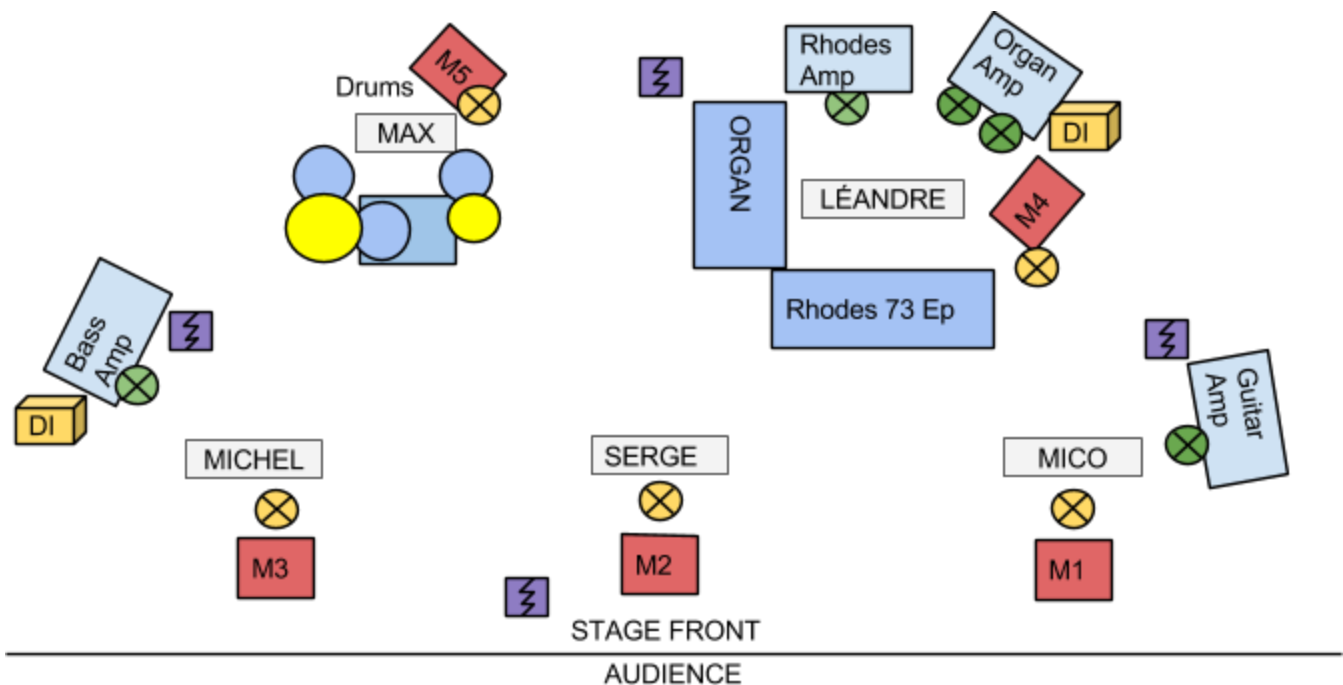 Rhodes
Amp
Organ
Amp
M5
Drums
MAX
ORGAN
DI
LÉANDRE
M4
Rhodes 73 Ep
Bass
Amp
Guitar
Amp
DI
MICHEL
SERGE
MICO
M3
M2
M1
STAGE FRONT
AUDIENCE